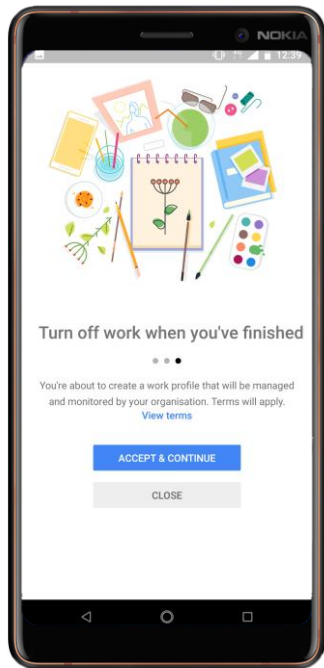 NOKIA
12:39
Turn off work when you've finished
You're about to create a work profile that will be managed
and monitored by your organisation. Terms will apply.
View terms
ACCEPT & CONTINUE
CLOSE